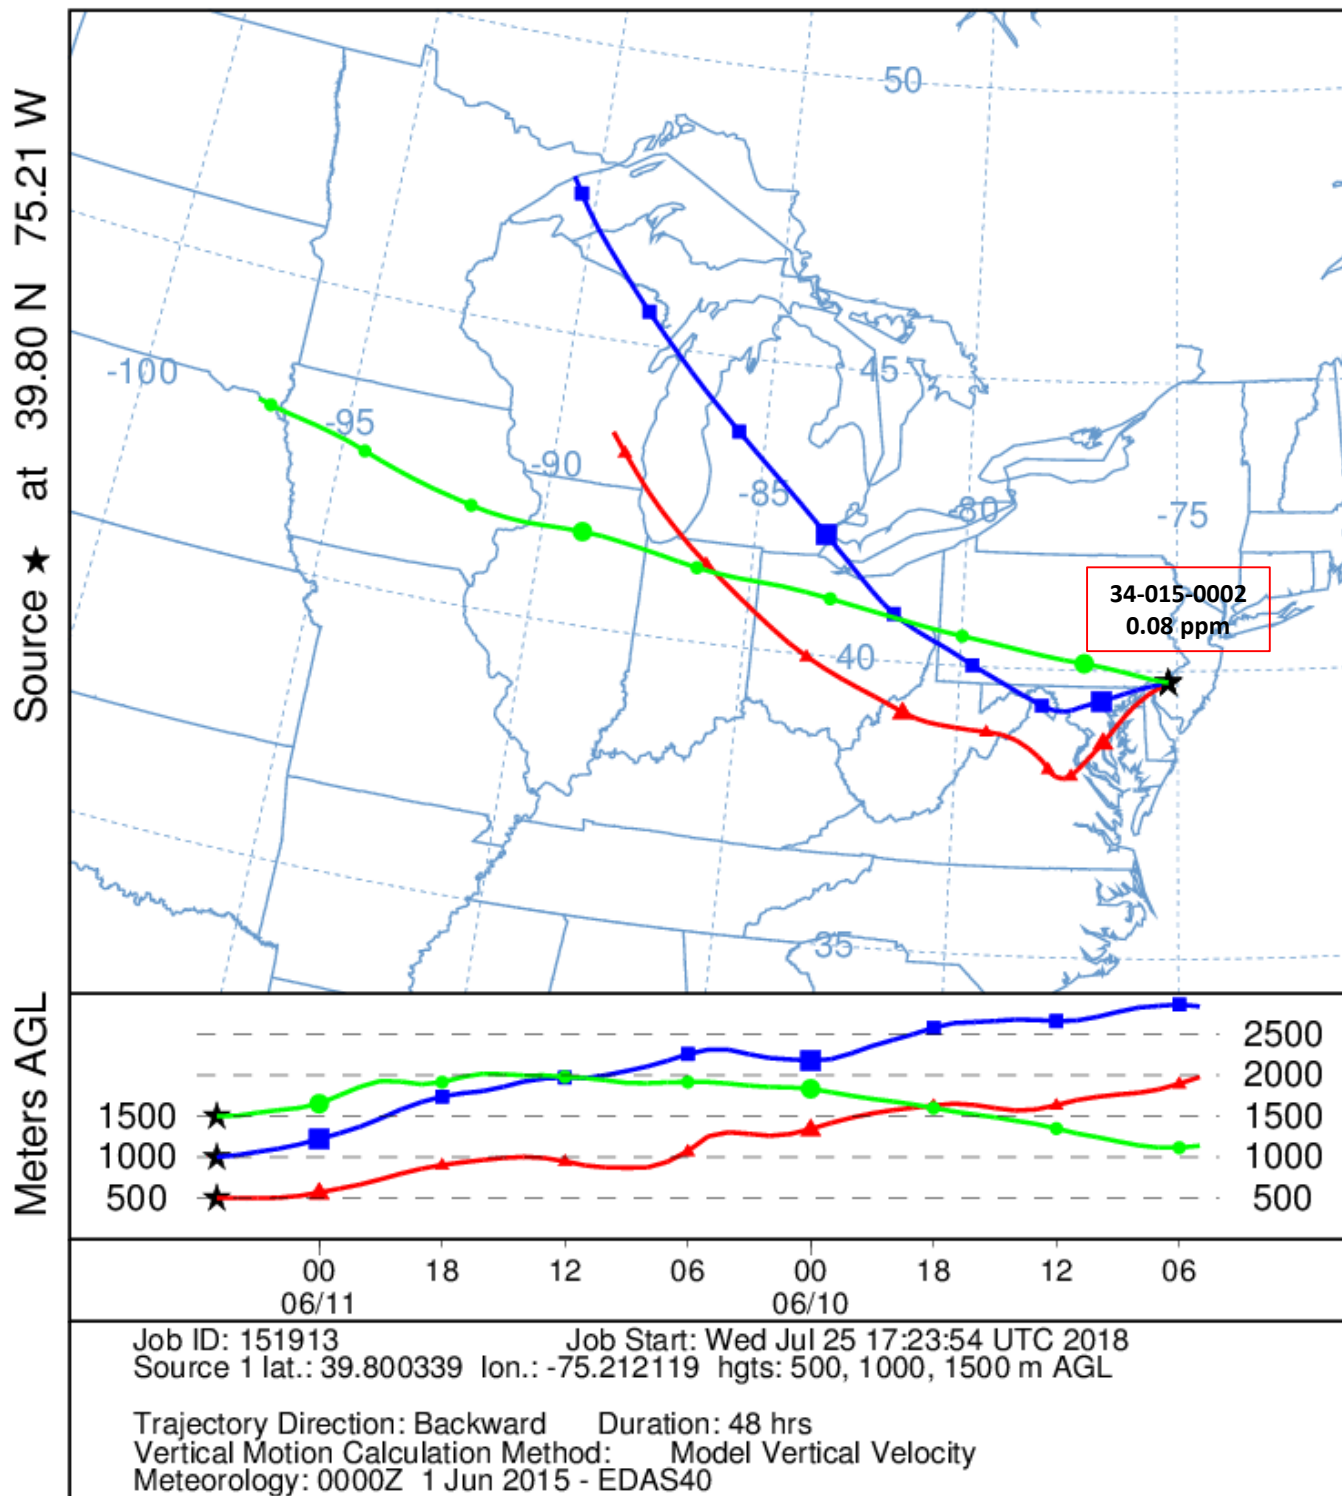 Source ★ at 39.80 N 75.21 W
50
-100
-95
45
-90
-85
-80
-75
34-015-0002
0.08 ppm
40
35
Meters AGL
2500
2000
1500 1500
1000 1000
500 500
00 18 12 06 00 18 12 06
06/11 06/10
Job ID: 151913 Job Start: Wed Jul 25 17:23:54 UTC 2018
Source 1 lat.: 39.800339 lon.: -75.212119 hgts: 500, 1000, 1500 m AGL
Trajectory Direction: Backward Duration: 48 hrs
Vertical Motion Calculation Method: Model Vertical Velocity
Meteorology: 0000Z 1 Jun 2015 - EDAS40